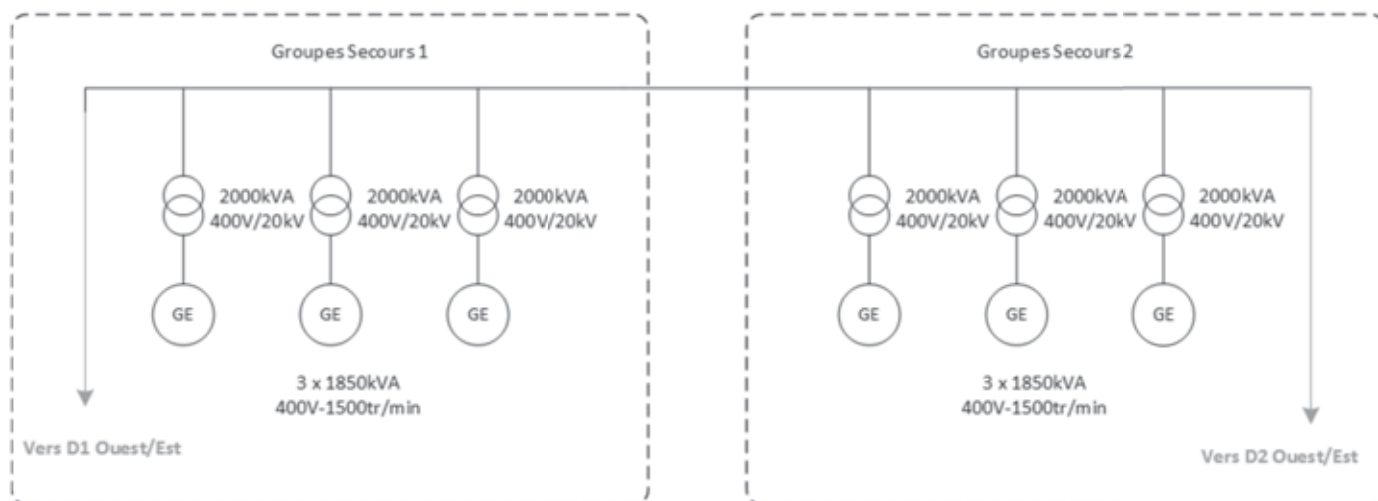 Groupes Secours 1
Groupes Secours 2
2000kVA
400V/20kV
2000kVA
400V/20kV
2000kVA
400V/20kV
2000kVA
400V/20kV
2000kVA
400V/20kV
2000kVA
400V/20kV
GE
GE
GE
GE
GE
GE
3 x 1850kVA
400V-1500tr/min
3 x 1850kVA
400V-1500tr/min
Vers D1 Ouest/Est
Vers D2 Ouest/Est